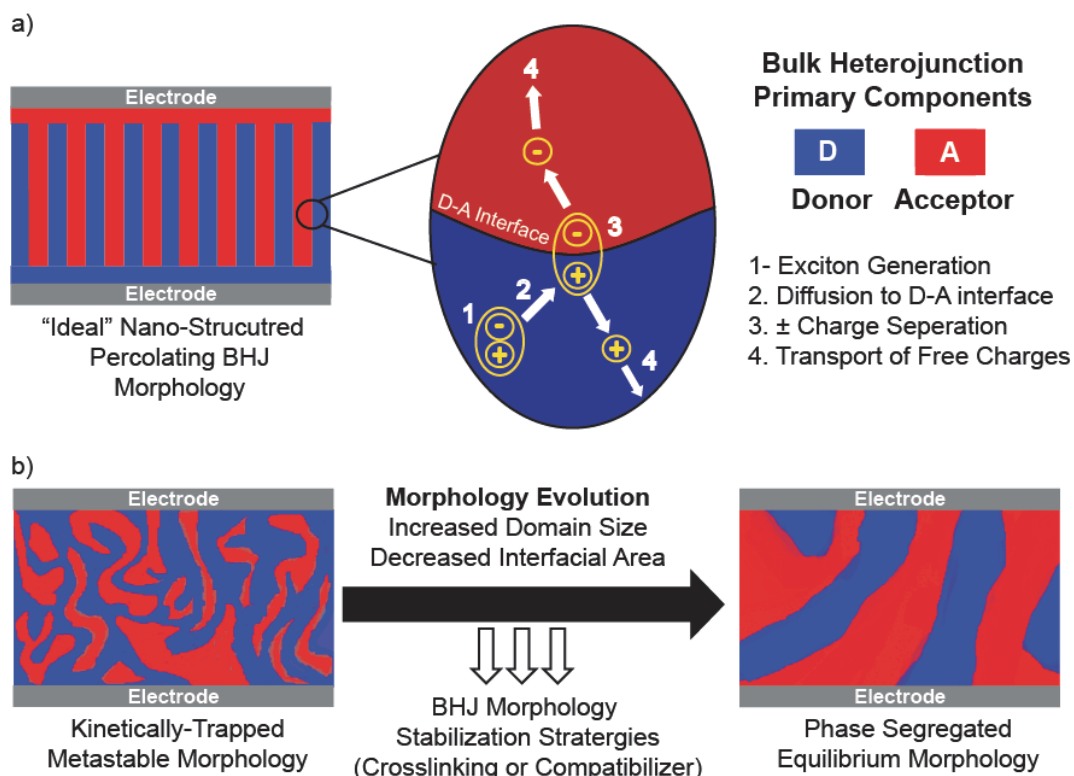 a)
Electrode
Electrode
"Ideal" Nano-Strucutred
Percolating BHJ
Morphology
4
-
D-A Interface
-
3
+
2
1
-
+
+
4
Bulk Heterojunction
Primary Components
D
A
Donor
Acceptor
1- Exciton Generation
2. Diffusion to D-A interface
3. ± Charge Seperation
4. Transport of Free Charges
b)
Electrode
Electrode
Kinetically-Trapped
Metastable Morphology
Morphology Evolution
Increased Domain Size
Decreased Interfacial Area
BHJ Morphology
Stabilization Stratergies
(Crosslinking or Compatibilizer)
Electrode
Electrode
Phase Segregated
Equilibrium Morphology